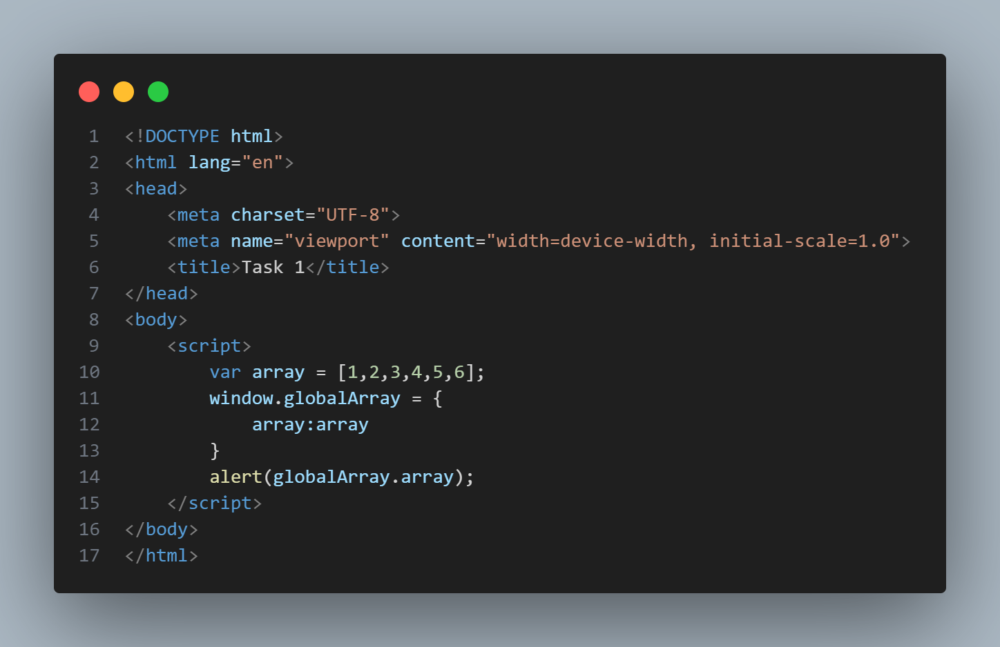 1 <!DOCTYPE html>
2 <html lang="en">
3 <head>
4     <meta charset="UTF-8">
5     <meta name="viewport" content="width=device-width, initial-scale=1.0">
6     <title>Task 1</title>
7 </head>
8 <body>
9     <script>
10         var array = [1,2,3,4,5,6];
11         window.globalArray = {
12             array:array
13         }
14         alert(globalArray.array);
15     </script>
16 </body>
17 </html>